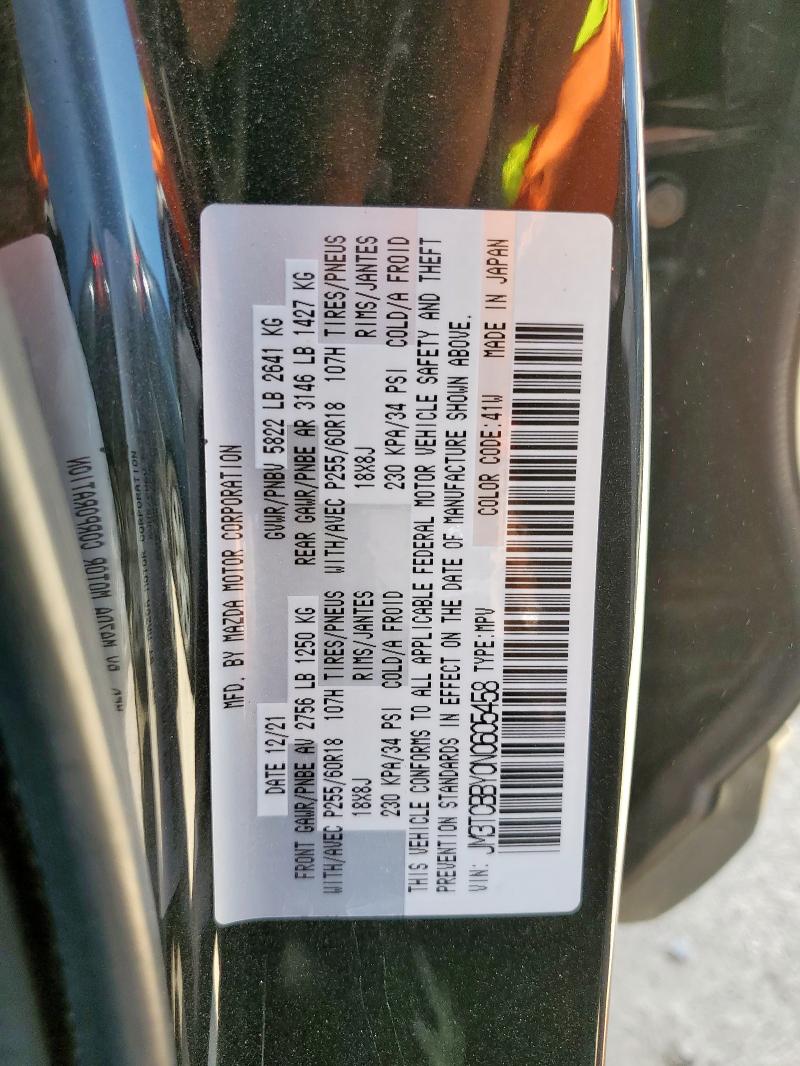 MFD. BY MAZDA MOTOR CORPORATION
DATE 12/21 GVWR/PNBV 5822 LB 2641 KG
FRONT GAWR/PNBE AV 2756 LB 1250 KG REAR GAWR/PNBE AR 3146 LB 1427 KG
WITH/AVEC P255/60R18 107H TIRES/PNEUS WITH/AVEC P255/60R18 107H TIRES/PNEUS
18X8J RIMS/JANTES 18X8J RIMS/JANTES
230 KPA/34 PSI COLD/A FROID 230 KPA/34 PSI COLD/A FROID
THIS VEHICLE CONFORMS TO ALL APPLICABLE FEDERAL MOTOR VEHICLE SAFETY AND THEFT
PREVENTION STANDARDS IN EFFECT ON THE DATE OF MANUFACTURE SHOWN ABOVE.
VIN: JM3TCBBY0N0605458 TYPE:MPV COLOR CODE:41W MADE IN JAPAN